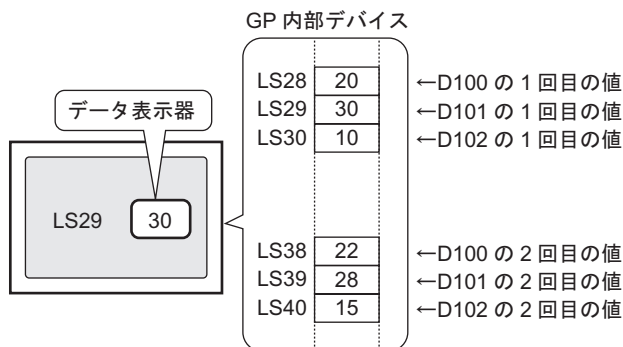 GP 内部デバイス
データ表示器
LS28 20 ←D100 の 1 回目の値
LS29 30 ←D101 の 1 回目の値
LS30 10 ←D102 の 1 回目の値
LS29 30
LS38 22 ←D100 の 2 回目の値
LS39 28 ←D101 の 2 回目の値
LS40 15 ←D102 の 2 回目の値